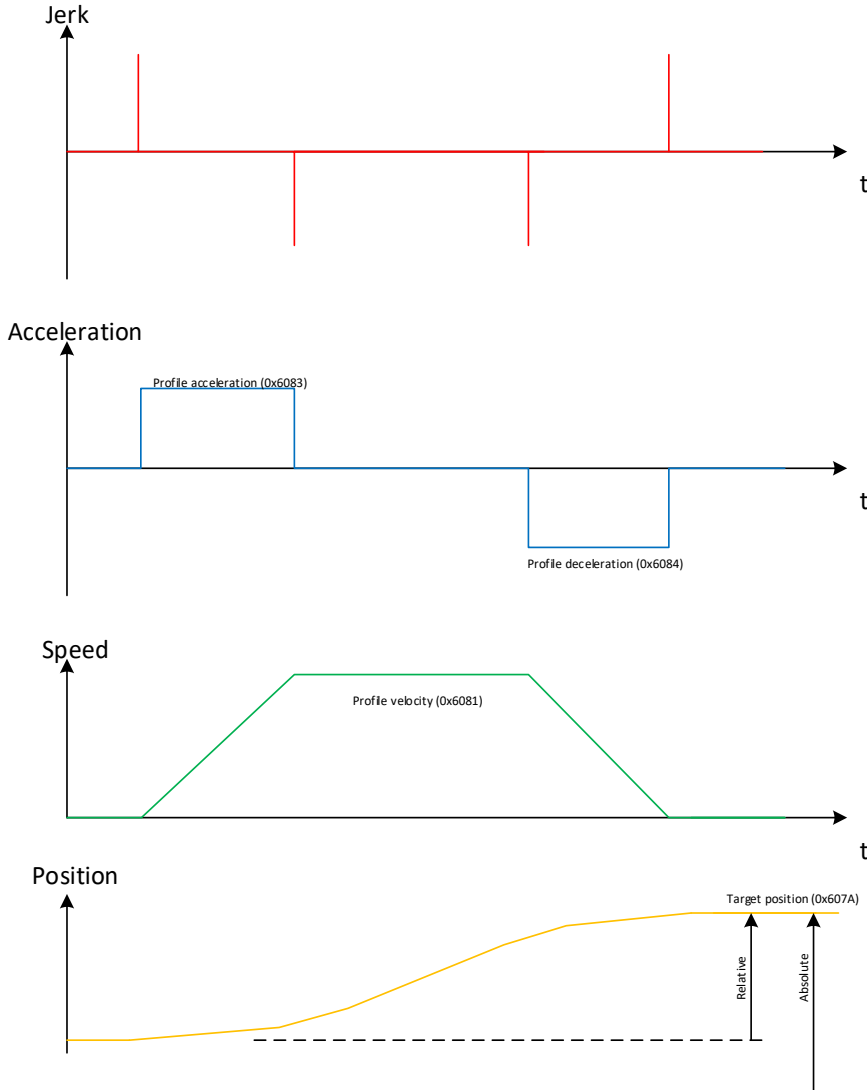 Jerk
t
Acceleration
Profile acceleration (0x6083)
t
Profile deceleration (0x6084)
Speed
Profile velocity (0x6081)
t
Position
Target position (0x607A)
Relative
Absolute